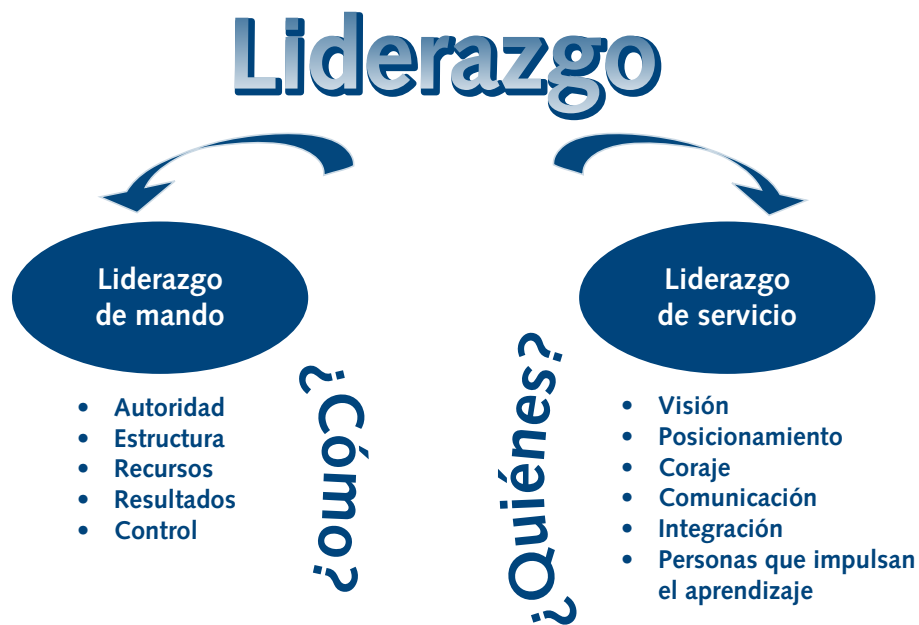 Liderazgo
Liderazgo
de mando
• Autoridad
• Estructura
• Recursos
• Resultados
• Control
¿Cómo?
¿Quiénes?
Liderazgo
de servicio
• Visión
• Posicionamiento
• Coraje
• Comunicación
• Integración
• Personas que impulsan
el aprendizaje